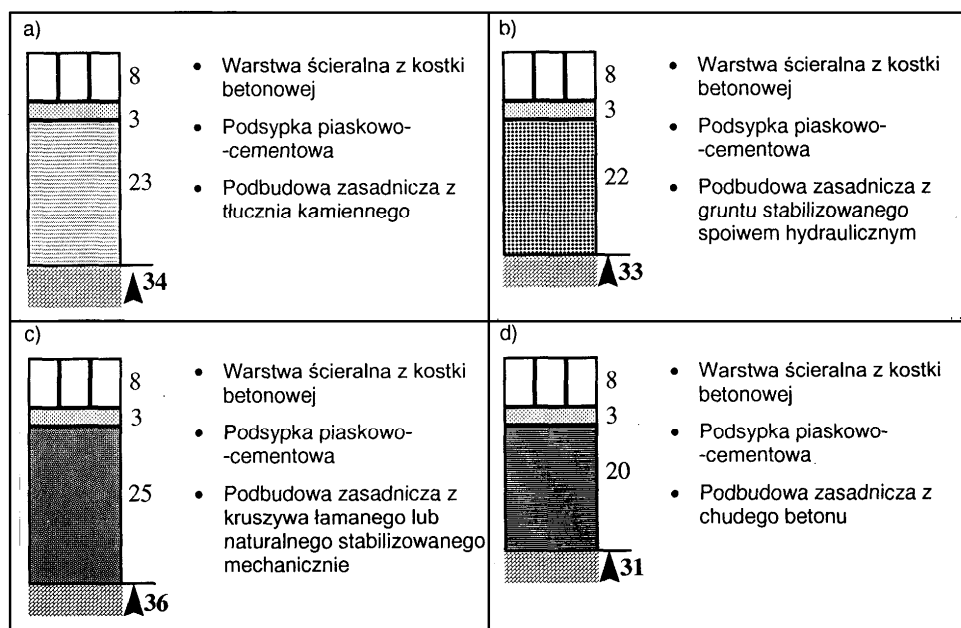 a)
8
3
23
34
• Warstwa ścieralna z kostki
betonowej
• Podsypka piaskowo-
-cementowa
• Podbudowa zasadnicza z
tłucznia kamiennego
b)
8
3
22
33
• Warstwa ścieralna z kostki
betonowej
• Podsypka piaskowo-
-cementowa
• Podbudowa zasadnicza z
gruntu stabilizowanego
spoiwem hydraulicznym
c)
8
3
25
36
• Warstwa ścieralna z kostki
betonowej
• Podsypka piaskowo-
-cementowa
• Podbudowa zasadnicza z
kruszywa łamanego lub
naturalnego stabilizowanego
mechanicznie
d)
8
3
20
31
• Warstwa ścieralna z kostki
betonowej
• Podsypka piaskowo-
-cementowa
• Podbudowa zasadnicza z
chudego betonu